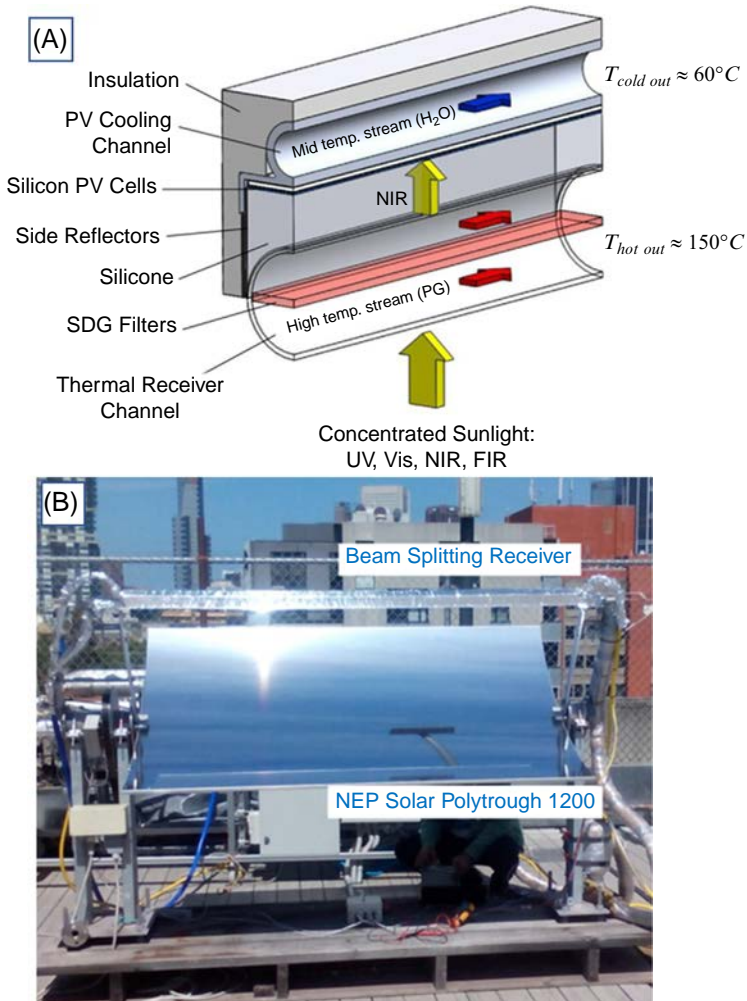 (A)
Insulation
PV Cooling
Channel
Silicon PV Cells
Side Reflectors
Silicone
SDG Filters
Thermal Receiver
Channel
Mid temp. stream (H₂O)
NIR
High temp. stream (PG)
T cold out ≈ 60°C
T hot out ≈ 150°C
Concentrated Sunlight:
UV, Vis, NIR, FIR
(B)
Beam Splitting Receiver
NEP Solar Polytrough 1200